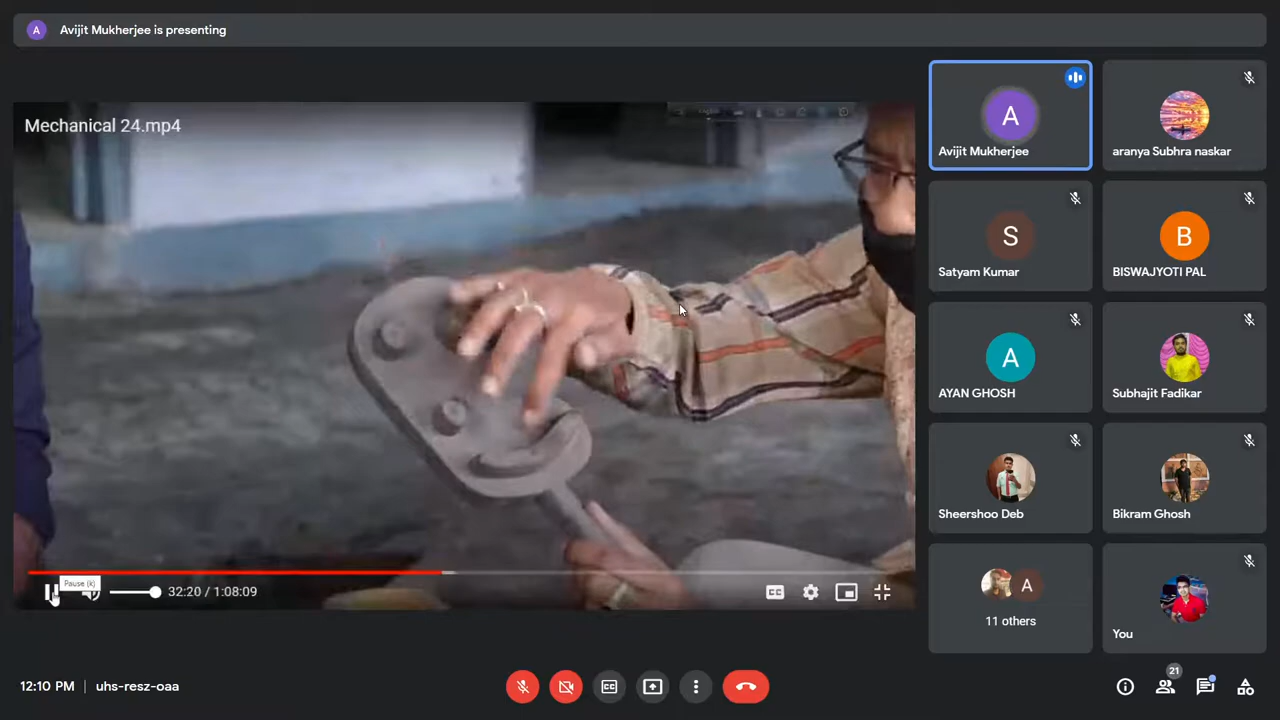 A
Avijit Mukherjee is presenting
Mechanical 24.mp4
Pause (k)
32:20 / 1:08:09
CC
A
Avijit Mukherjee
aranya Subhra naskar
S
Satyam Kumar
B
BISWAJYOTI PAL
A
AYAN GHOSH
Subhajit Fadikar
Sheershoo Deb
Bikram Ghosh
A
11 others
You
12:10 PM | uhs-resz-oaa
CC
21